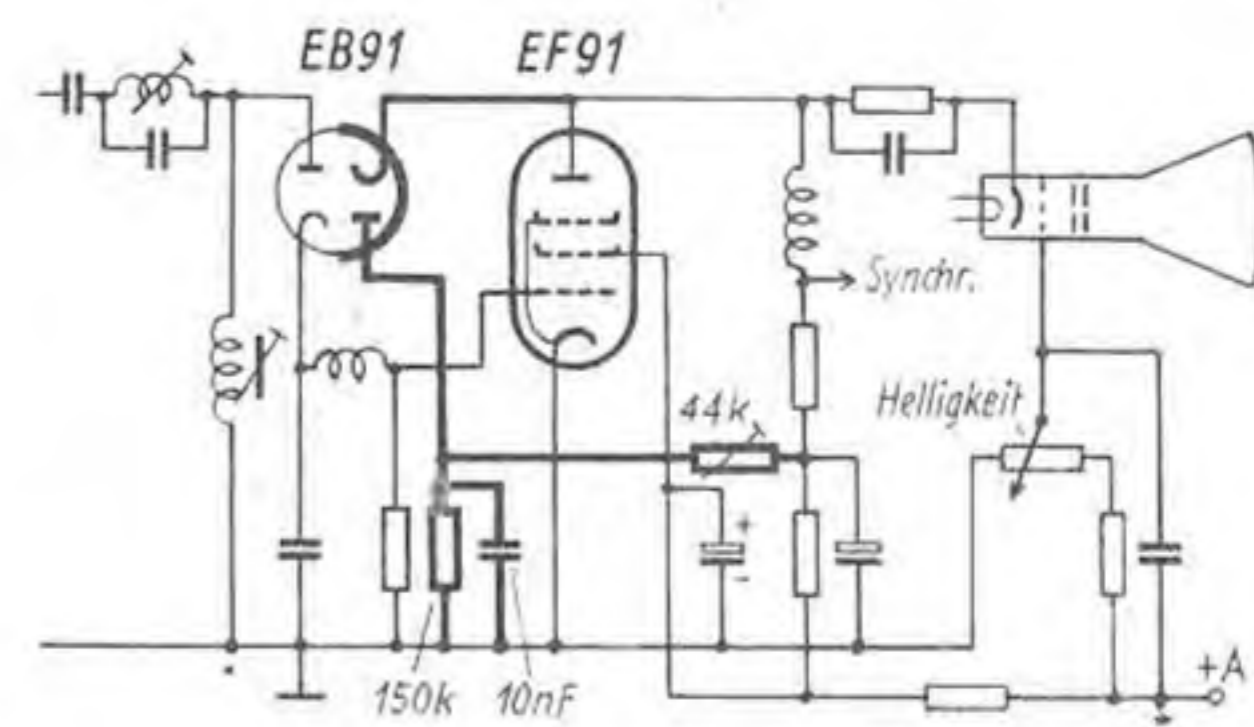 EB91
EF91
Synchr.
44k
Helligkeit
+
-
150k
10nF
+A